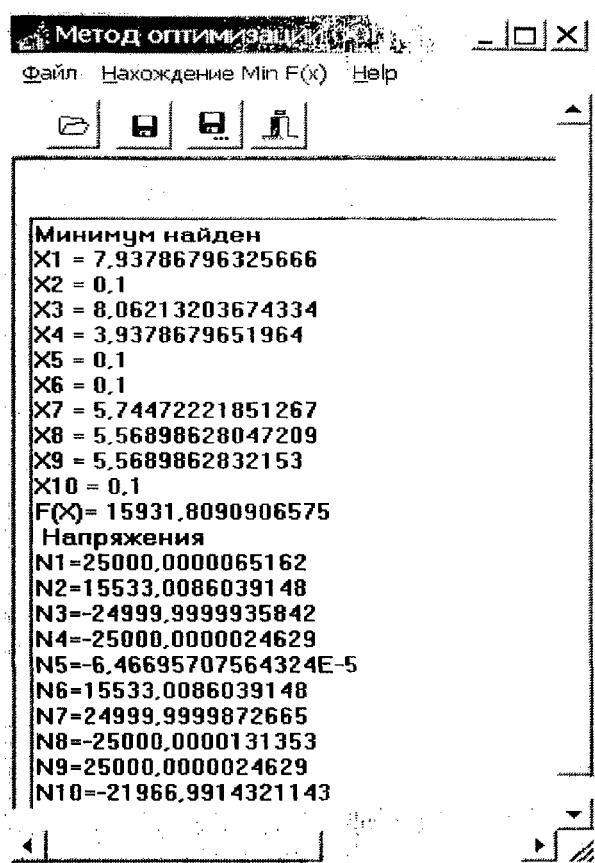 Метод оптимизации
Файл Нахождение Min F(x) Help
Минимум найден
X1 = 7,93786796325666
X2 = 0,1
X3 = 8,06213203674334
X4 = 3,9378679651964
X5 = 0,1
X6 = 0,1
X7 = 5,74472221851267
X8 = 5,56898628047209
X9 = 5,5689862832153
X10 = 0,1
F(X)= 15931,8090906575
Напряжения
N1=25000,0000065162
N2=15533,0086039148
N3=-24999,9999935842
N4=-25000,0000024629
N5=-6,46695707564324E-5
N6=15533,0086039148
N7=24999,9999872665
N8=-25000,0000131353
N9=25000,0000024629
N10=-21966,9914321143